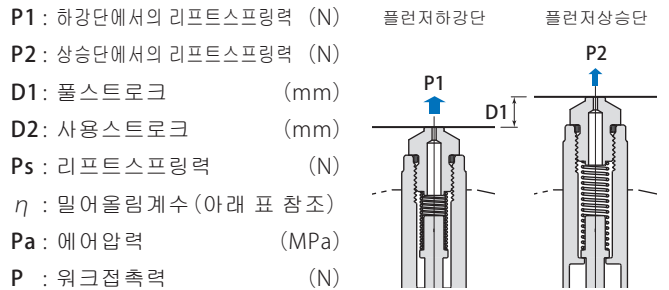 P1 : 하강단에서의 리프트스프링력 (N)
P2 : 상승단에서의 리프트스프링력 (N)
D1 : 풀스트로크 (mm)
D2 : 사용스트로크 (mm)
Ps : 리프트스프링력 (N)
η : 밀어올림계수 (아래 표 참조)
Pa : 에어압력 (MPa)
P : 워크접촉력 (N)
플런저하강단
플런저상승단
P1
P2
D1